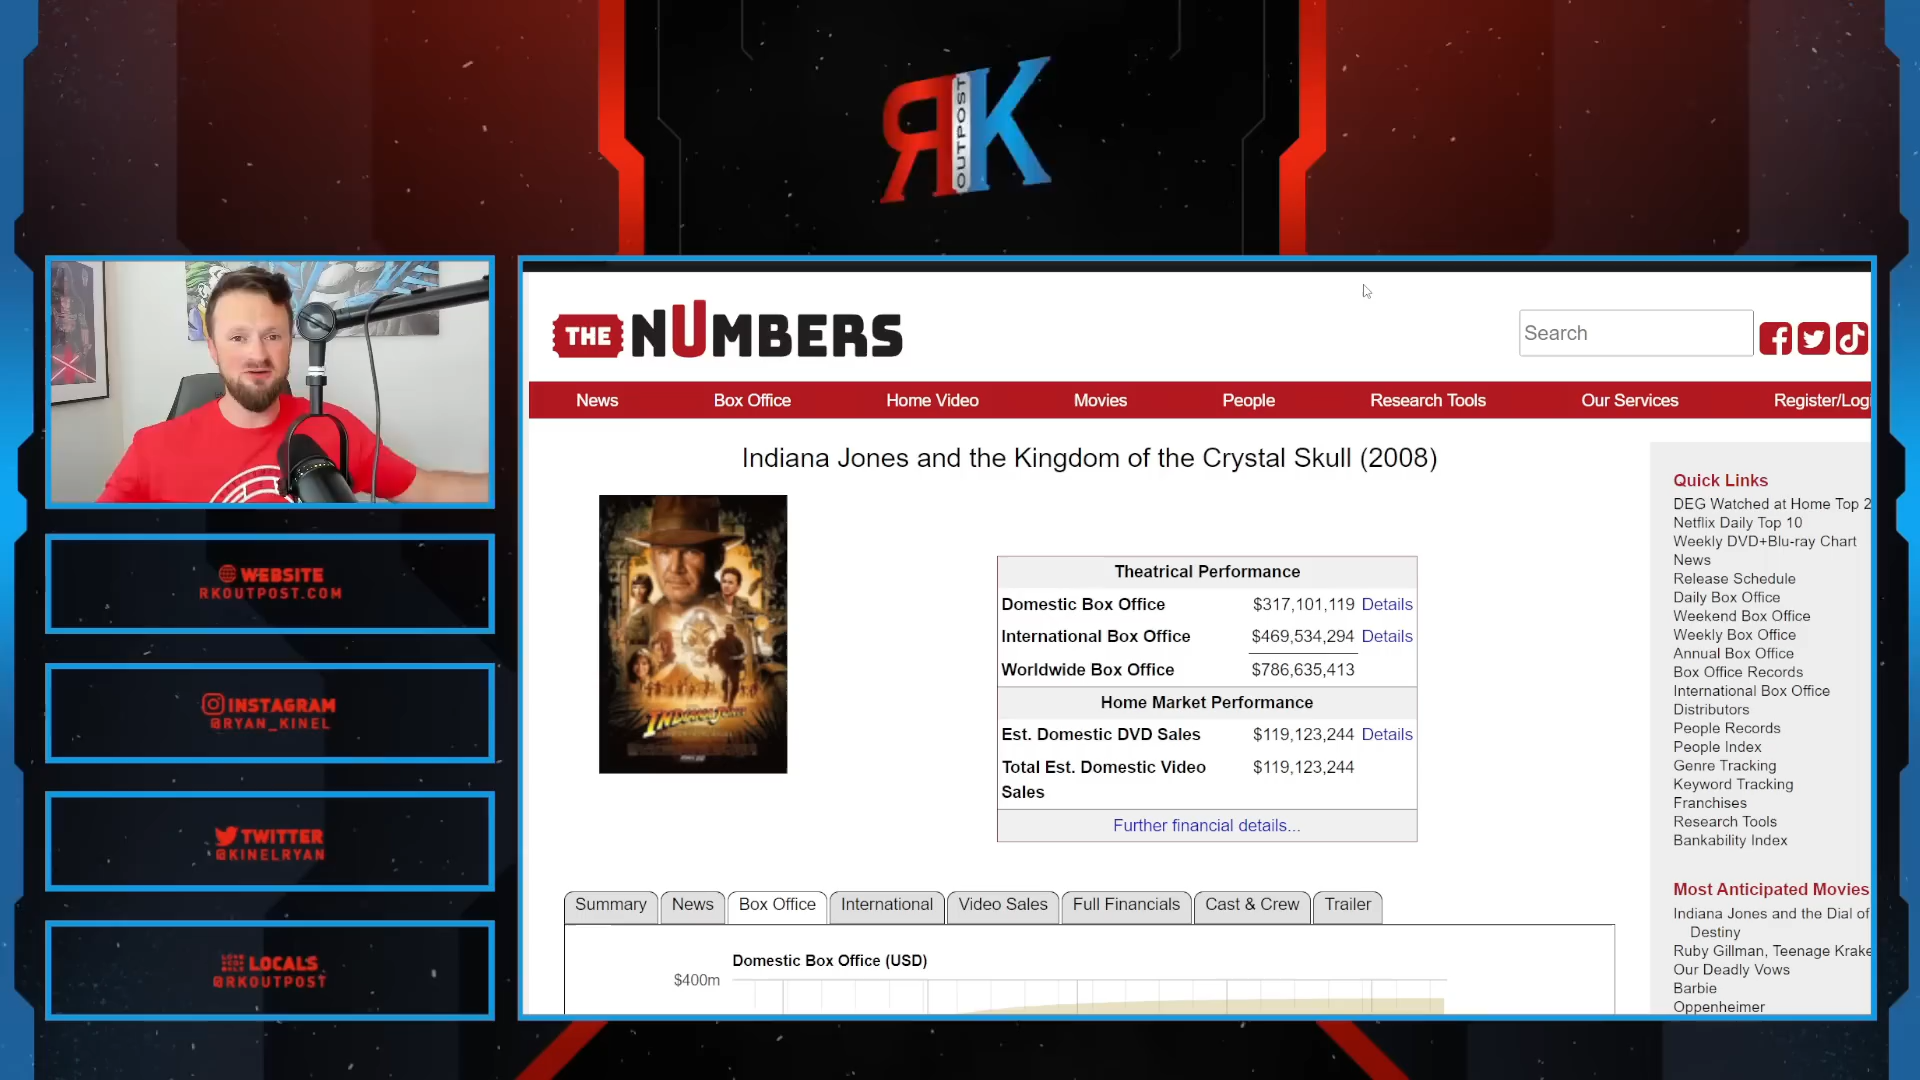 RK
OUTPOST
WEBSITE
RKOUTPOST.COM
INSTAGRAM
@RYAN_KINEL
TWITTER
@KINELRYAN
LOCALS
@RKOUTPOST
THE NUMBERS
Search
News Box Office Home Video Movies People Research Tools Our Services Register/Logi
Indiana Jones and the Kingdom of the Crystal Skull (2008)
INDIANA JONES
Theatrical Performance
Domestic Box Office $317,101,119 Details
International Box Office $469,534,294 Details
Worldwide Box Office $786,635,413
Home Market Performance
Est. Domestic DVD Sales $119,123,244 Details
Total Est. Domestic Video $119,123,244
Sales
Further financial details...
Summary News Box Office International Video Sales Full Financials Cast & Crew Trailer
Domestic Box Office (USD)
$400m
Quick Links
DEG Watched at Home Top 2
Netflix Daily Top 10
Weekly DVD+Blu-ray Chart
News
Release Schedule
Daily Box Office
Weekend Box Office
Weekly Box Office
Annual Box Office
Box Office Records
International Box Office
Distributors
People Records
People Index
Genre Tracking
Keyword Tracking
Franchises
Research Tools
Bankability Index
Most Anticipated Movies
Indiana Jones and the Dial of
Destiny
Ruby Gillman, Teenage Krake
Our Deadly Vows
Barbie
Oppenheimer